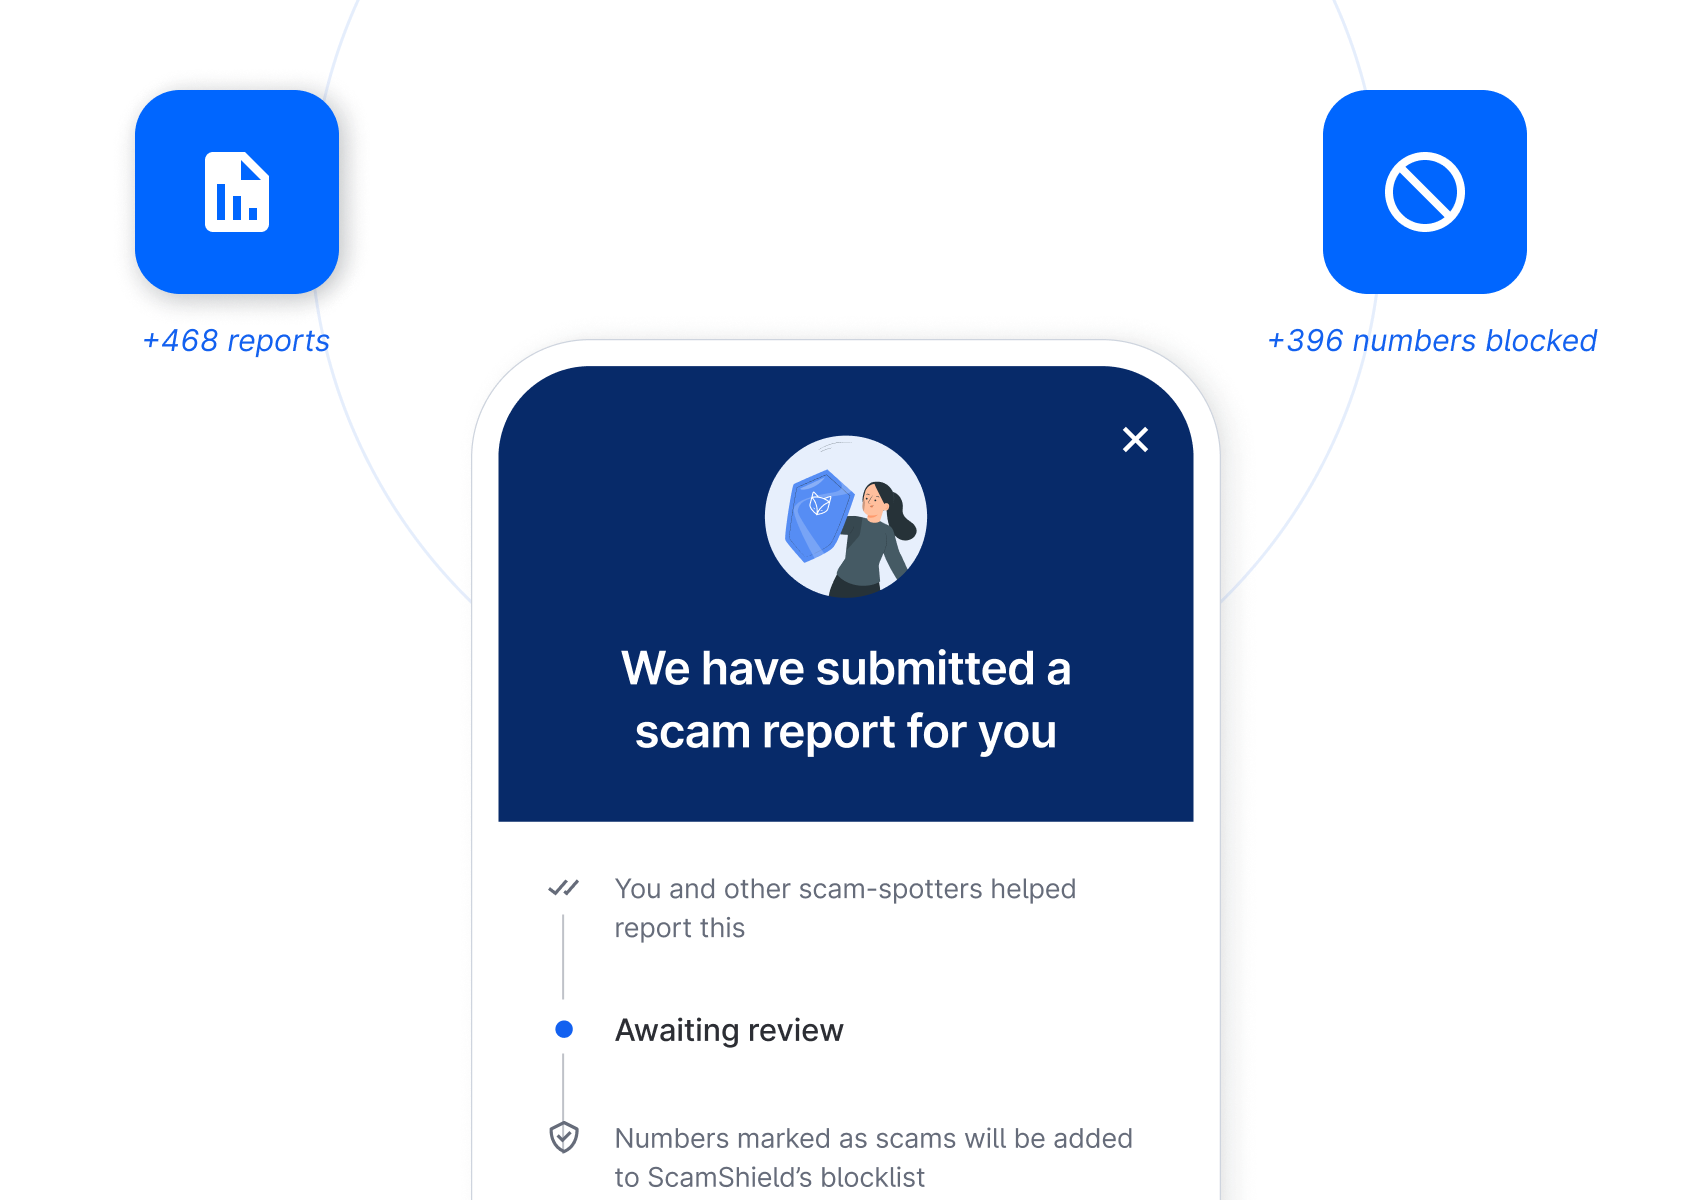 +468 reports
+396 numbers blocked
We have submitted a
scam report for you
You and other scam-spotters helped
report this
Awaiting review
Numbers marked as scams will be added
to ScamShield’s blocklist